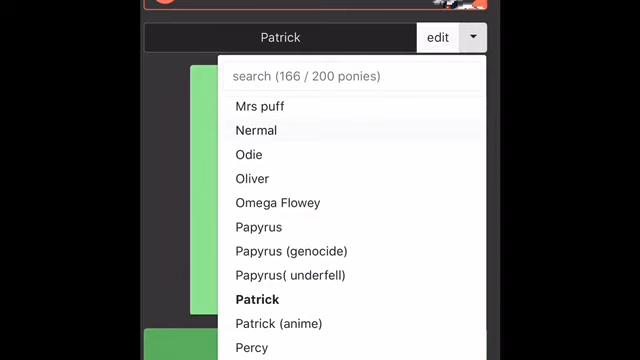 Patrick
edit
search (166 / 200 ponies)
Mrs puff
Nermal
Odie
Oliver
Omega Flowey
Papyrus
Papyrus (genocide)
Papyrus( underfell)
Patrick
Patrick (anime)
Percy